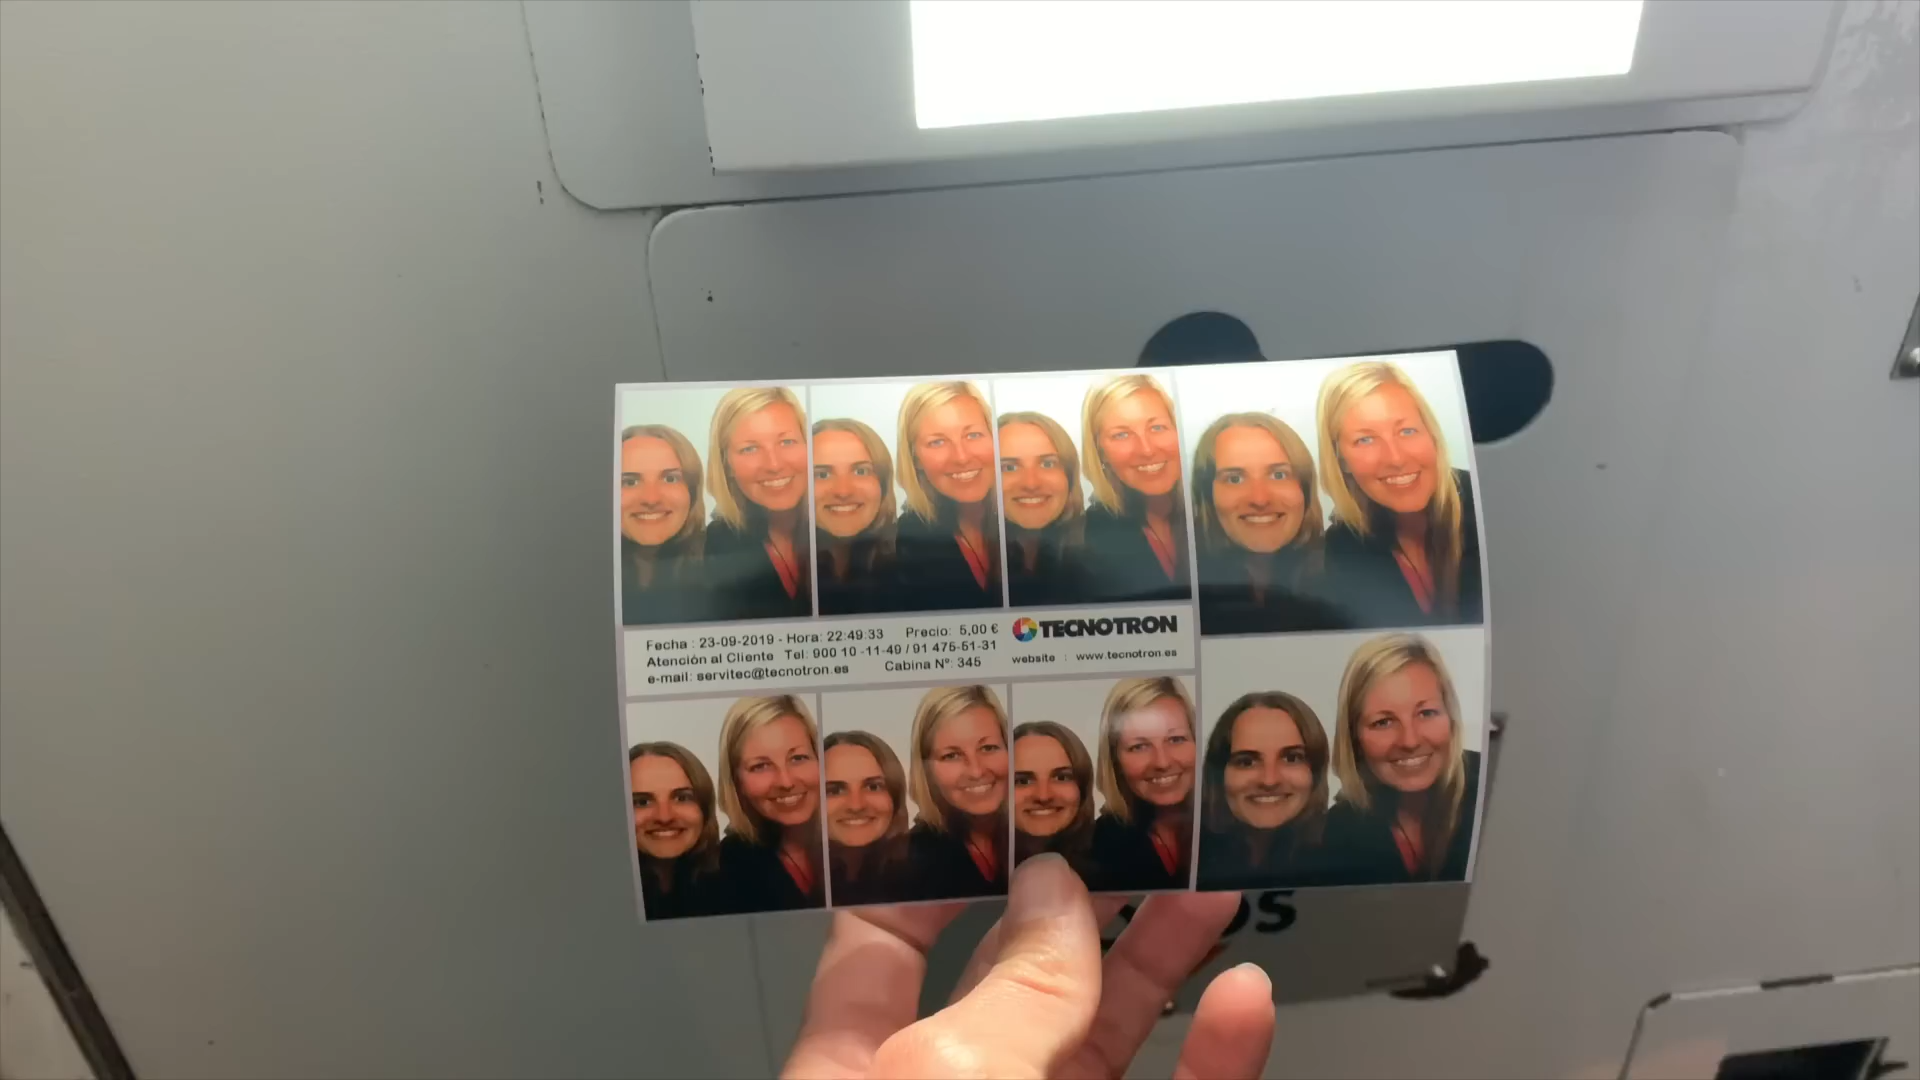 Fecha : 23-09-2019 - Hora: 22:49:33 Precio: 5,00 €
Atención al Cliente Tel: 900 10 -11-49 / 91 475-51-31
e-mail: servitec@tecnotron.es Cabina Nº: 345
TECNOTRON
website : www.tecnotron.es